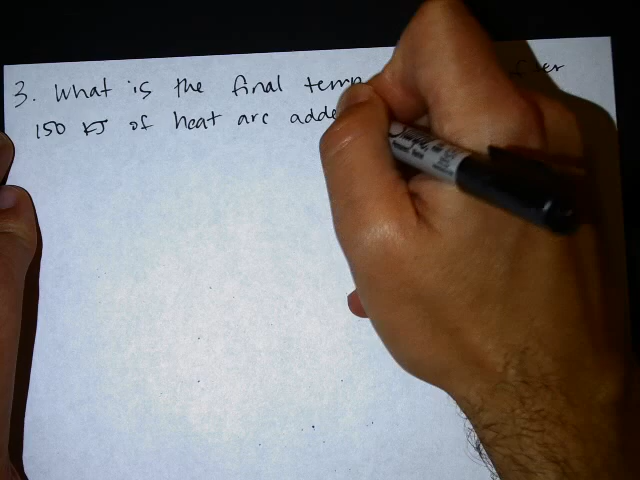 3. What is the final temp
150 kJ of heat are adde